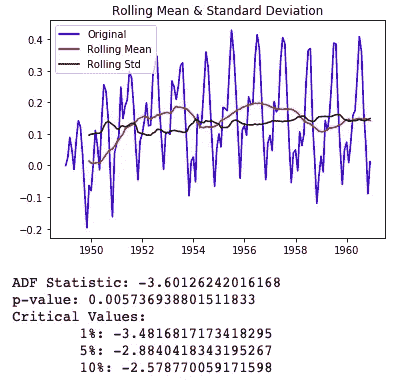 Rolling Mean & Standard Deviation
Original
Rolling Mean
Rolling Std
0.4
0.3
0.2
0.1
0.0
−0.1
−0.2
1950 1952 1954 1956 1958 1960
ADF Statistic: -3.60126242016168
p-value: 0.005736938801511833
Critical Values:
1%: -3.4816817173418295
5%: -2.8840418343195267
10%: -2.578770059171598